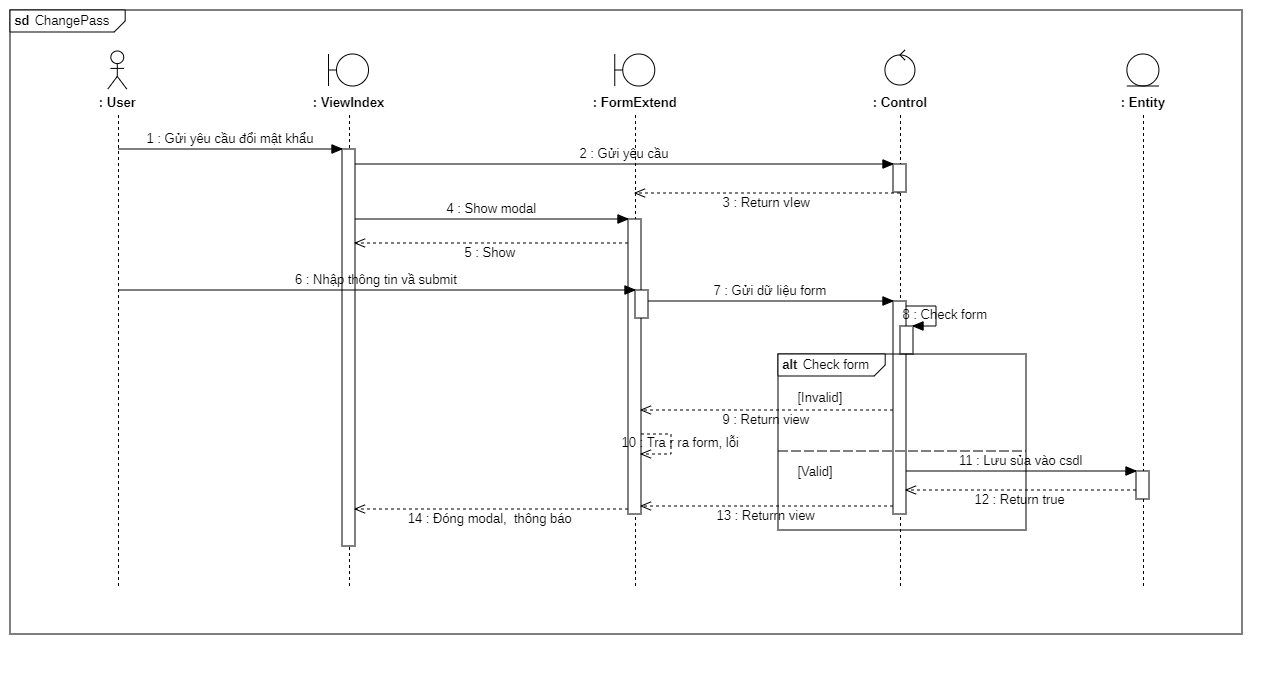 sd ChangePass
: User
: ViewIndex
: FormExtend
: Control
: Entity
1 : Gửi yêu cầu đổi mật khẩu
2 : Gửi yêu cầu
3 : Return vIew
4 : Show modal
5 : Show
6 : Nhập thông tin vầ submit
7 : Gửi dữ liệu form
8 : Check form
alt Check form
[Invalid]
9 : Return view
10 : Tra r ra form, lỗi
11 : Lưu sủa vào csdl
[Valid]
12 : Return true
13 : Return view
14 : Đóng modal, thông báo